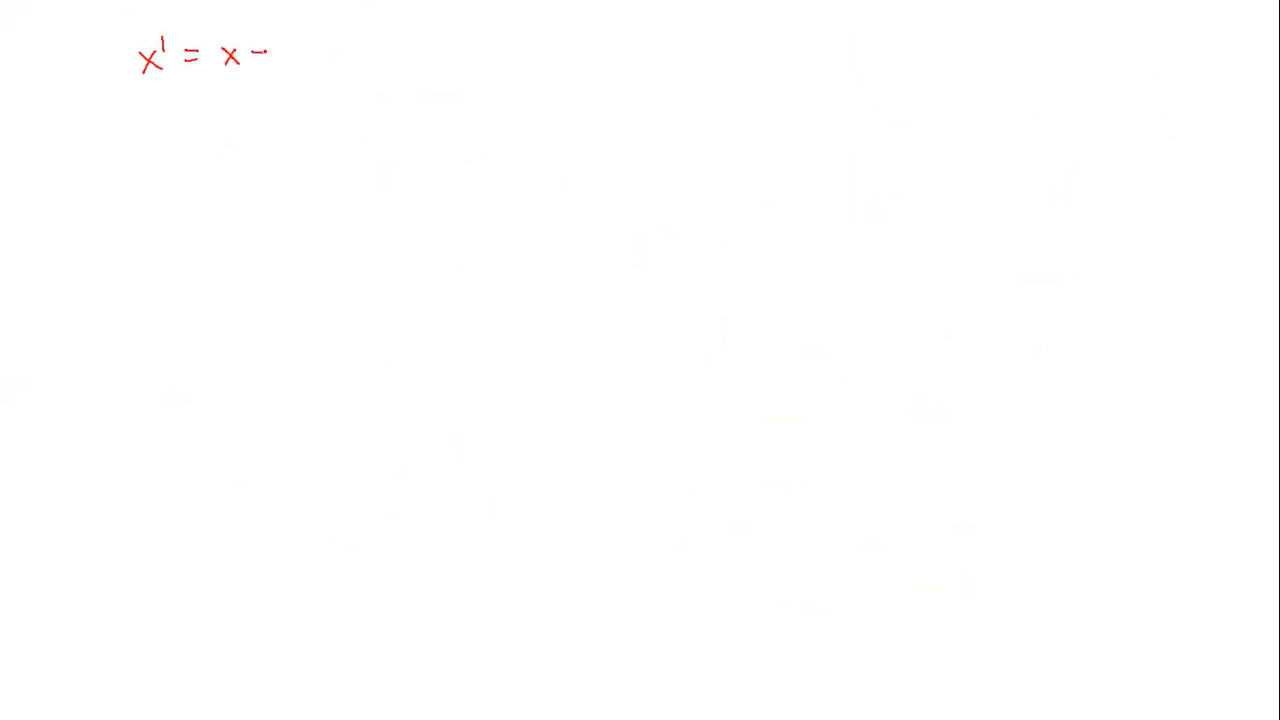 x' = x -